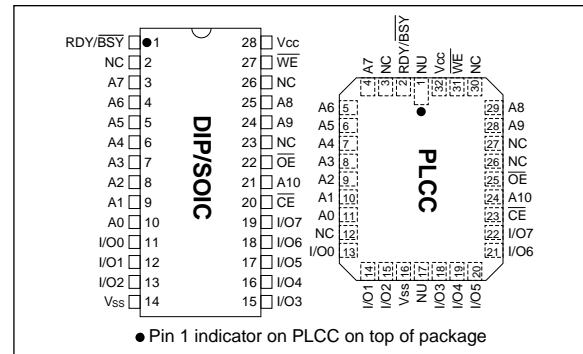 RDY/BSY 1 28 Vcc
NC 2 27 WE
A7 3 26 NC
A6 4 25 A8
A5 5 24 A9
A4 6 23 NC
A3 7 22 OE
A2 8 21 A10
A1 9 20 CE
A0 10 19 I/O7
I/O0 11 18 I/O6
I/O1 12 17 I/O5
I/O2 13 16 I/O4
VSS 14 15 I/O3
DIP/SOIC
A7 NC RDY/BSY NU Vcc WE NC
4 3 2 1 32 31 30
A6 5 29 A8
A5 6 28 A9
A4 7 27 NC
A3 8 26 NC
A2 9 25 OE
A1 10 24 A10
A0 11 23 CE
NC 12 22 I/O7
I/O0 13 21 I/O6
PLCC
14 15 16 17 18 19 20
I/O1 I/O2 Vss NU I/O3 I/O4 I/O5
● Pin 1 indicator on PLCC on top of package